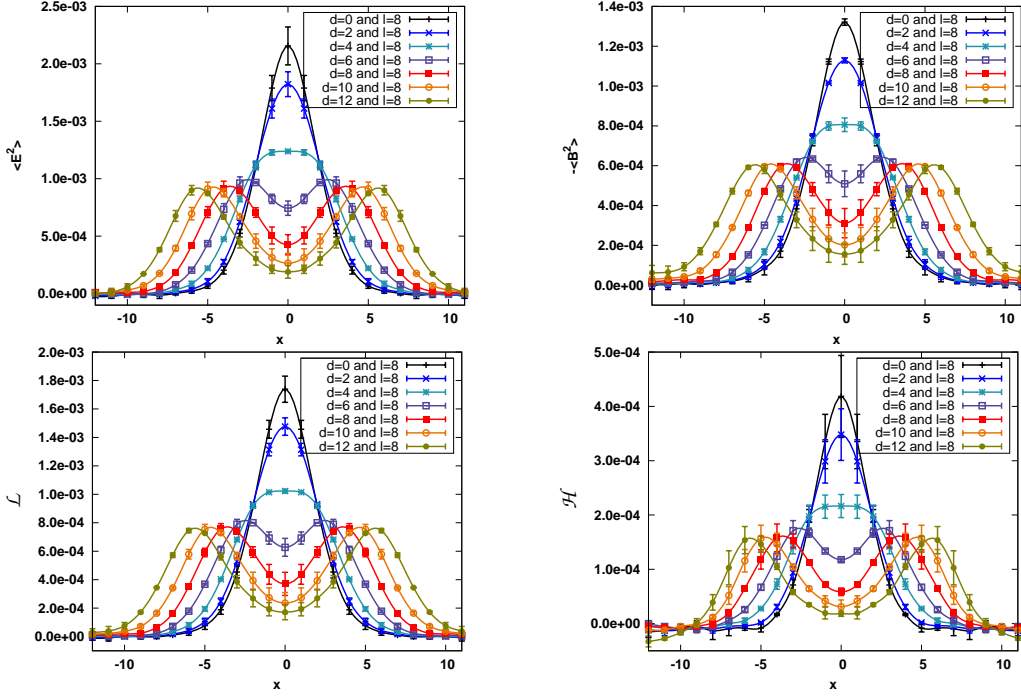 2.5e-03
2.0e-03
1.5e-03
1.0e-03
5.0e-04
0.0e+00
<E²>
-10
-5
0
5
10
x
d=0 and l=8
d=2 and l=8
d=4 and l=8
d=6 and l=8
d=8 and l=8
d=10 and l=8
d=12 and l=8
1.4e-03
1.2e-03
1.0e-03
8.0e-04
6.0e-04
4.0e-04
2.0e-04
0.0e+00
-<B²>
-10
-5
0
5
10
x
d=0 and l=8
d=2 and l=8
d=4 and l=8
d=6 and l=8
d=8 and l=8
d=10 and l=8
d=12 and l=8
2.0e-03
1.8e-03
1.6e-03
1.4e-03
1.2e-03
1.0e-03
8.0e-04
6.0e-04
4.0e-04
2.0e-04
0.0e+00
ℒ
-10
-5
0
5
10
x
d=0 and l=8
d=2 and l=8
d=4 and l=8
d=6 and l=8
d=8 and l=8
d=10 and l=8
d=12 and l=8
5.0e-04
4.0e-04
3.0e-04
2.0e-04
1.0e-04
0.0e+00
ℋ
-10
-5
0
5
10
x
d=0 and l=8
d=2 and l=8
d=4 and l=8
d=6 and l=8
d=8 and l=8
d=10 and l=8
d=12 and l=8